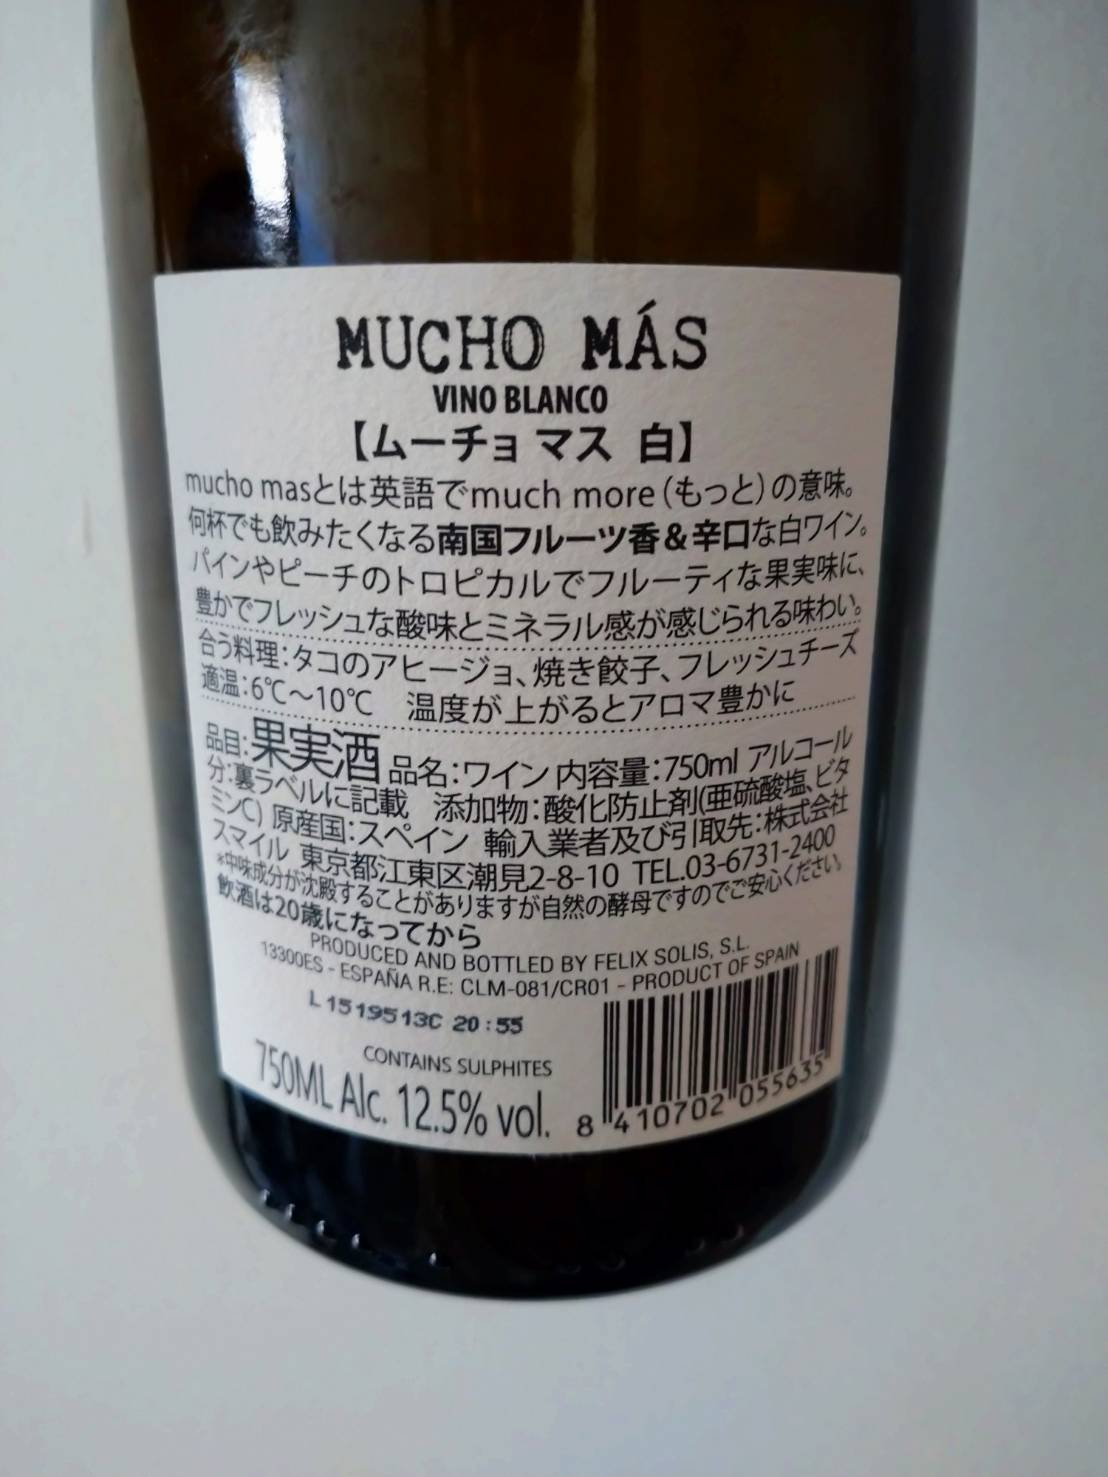 MUCHO MÁS
VINO BLANCO
【ムーチョ マス 白】
mucho masとは英語でmuch more（もっと）の意味。
何杯でも飲みたくなる南国フルーツ香＆辛口な白ワイン。
パインやピーチのトロピカルでフルーティな果実味に、
豊かでフレッシュな酸味とミネラル感が感じられる味わい。
合う料理：タコのアヒージョ、焼き餃子、フレッシュチーズ
適温：6℃～10℃　温度が上がるとアロマ豊かに
品目：果実酒 品名：ワイン 内容量：750ml アルコール
分：裏ラベルに記載　添加物：酸化防止剤(亜硫酸塩、ビタ
ミンC) 原産国：スペイン 輸入業者及び引取先：株式会社
スマイル 東京都江東区潮見2-8-10 TEL.03-6731-2400
*中味成分が沈殿することがありますが自然の酵母ですのでご安心ください。
飲酒は20歳になってから
PRODUCED AND BOTTLED BY FELIX SOLIS, S.L.
13300ES - ESPAÑA R.E: CLM-081/CR01 - PRODUCT OF SPAIN
L1519513C 20:55
CONTAINS SULPHITES
750ML Alc. 12.5% vol.
8 410702 055635